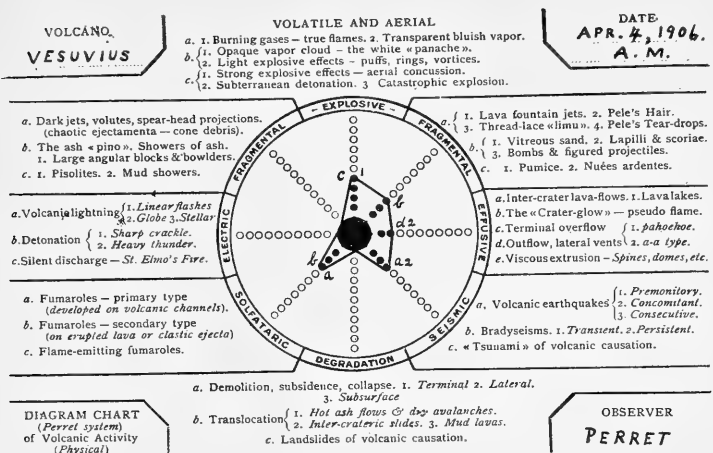 VOLCANO
VESUVIUS
VOLATILE AND AERIAL
a. 1. Burning gases – true flames. 2. Transparent bluish vapor.
b. 1. Opaque vapor cloud – the white «panache».
2. Light explosive effects – puffs, rings, vortices.
c. 1. Strong explosive effects – aerial concussion.
2. Subterranean detonation. 3 Catastrophic explosion.
DATE
APR. 4, 1906.
A.M.
a. Dark jets, volutes, spear-head projections.
(chaotic ejectamenta – cone debris).
b. The ash «pino». Showers of ash.
1. Large angular blocks & bowlders.
c. 1. Pisolites. 2. Mud showers.
a. Volcanic lightning 1. Linear flashes
2. Globe 3. Stellar
b. Detonation 1. Sharp crackle.
2. Heavy thunder.
c. Silent discharge – St. Elmo's Fire.
a. Fumaroles – primary type
(developed on volcanic channels).
b. Fumaroles – secondary type
(on erupted lava or clastic ejecta)
c. Flame-emitting fumaroles.
– EXPLOSIVE –
FRAGMENTAL
FRAGMENTAL
ELECTRIC
EFFUSIVE
SOLFATARIC
SEISMIC
DEGRADATION
c 1
b
d2
b
a
a2
a. 1. Lava fountain jets. 2. Pele's Hair.
3. Thread-lace «limu». 4. Pele's Tear-drops.
b. 1. Vitreous sand. 2. Lapilli & scoriae.
3. Bombs & figured projectiles.
c. 1. Pumice. 2. Nuées ardentes.
a. Inter-crater lava-flows. 1. Lava lakes.
b. The «Crater-glow» – pseudo flame.
c. Terminal overflow 1. pahoehoe.
d. Outflow, lateral vents 2. a-a type.
e. Viscous extrusion – Spines, domes, etc.
a. Volcanic earthquakes 1. Premonitory.
2. Concomitant.
3. Consecutive.
b. Bradyseisms. 1. Transient. 2. Persistent.
c. «Tsunami» of volcanic causation.
a. Demolition, subsidence, collapse. 1. Terminal 2. Lateral.
3. Subsurface
b. Translocation 1. Hot ash flows & dry avalanches.
2. Inter-crateric slides. 3. Mud lavas.
c. Landslides of volcanic causation.
DIAGRAM CHART
(Perret system)
of Volcanic Activity
(Physical)
OBSERVER
PERRET